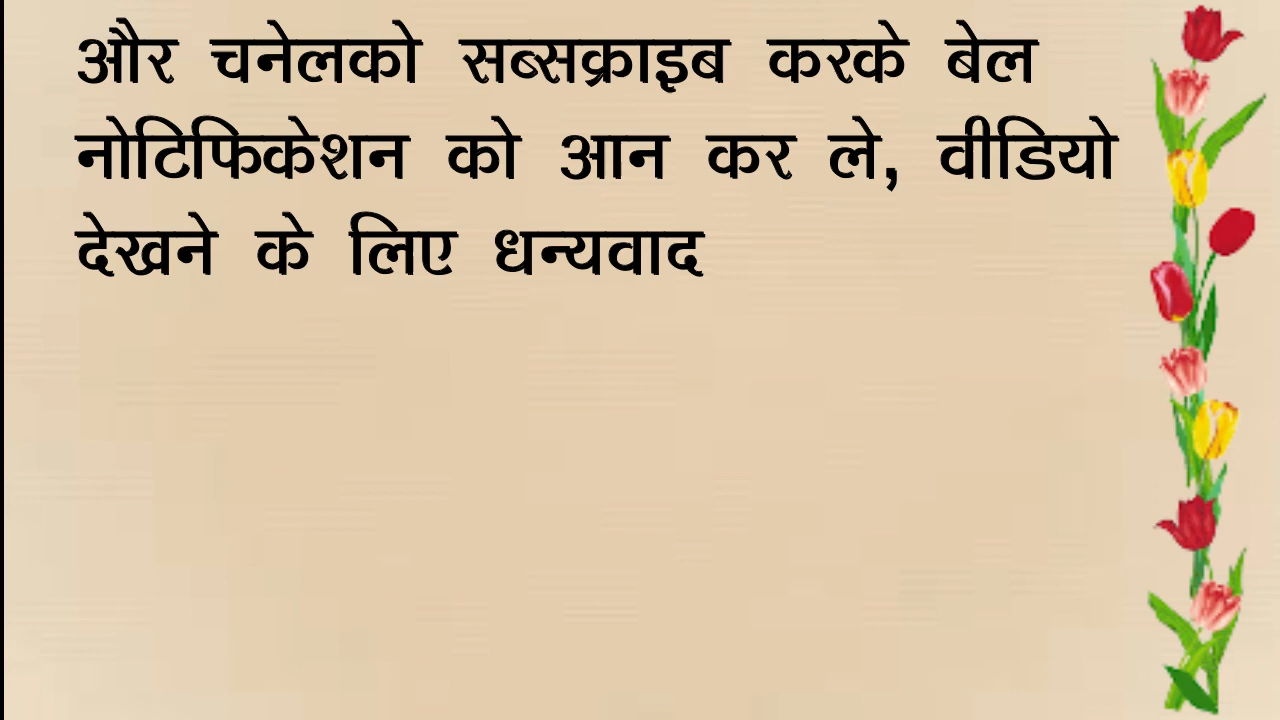 और चनेलको सब्सक्राइब करके बेल
नोटिफिकेशन को आन कर ले, वीडियो
देखने के लिए धन्यवाद